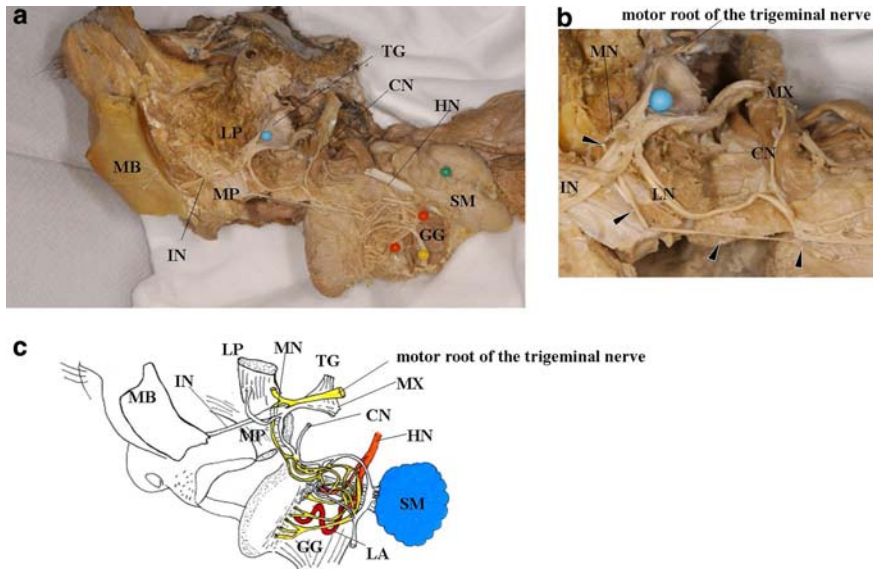 a
TG
CN
HN
LP
MB
MP
SM
GG
IN
b
motor root of the trigeminal nerve
MN
MX
CN
IN
LN
c
LP
MN
TG
motor root of the trigeminal nerve
IN
MX
MB
CN
MP
HN
SM
GG
LA